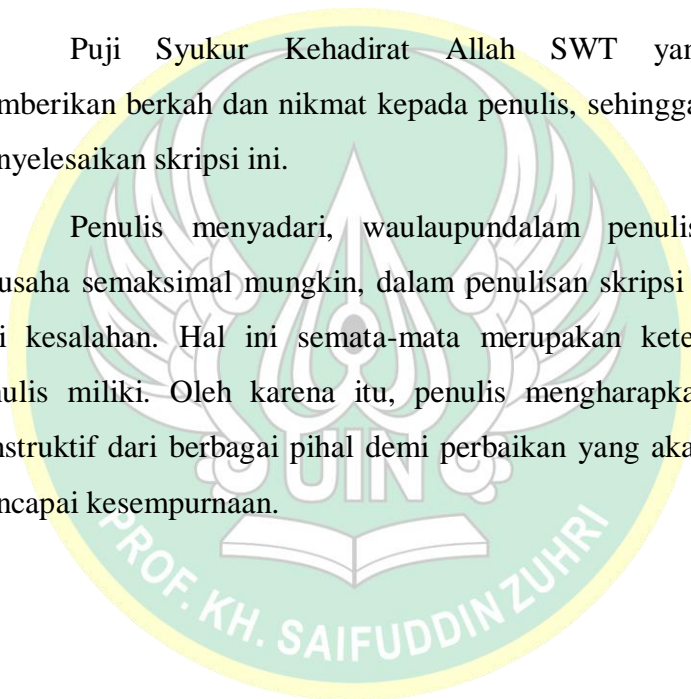 Puji Syukur Kehadirat Allah SWT yan
mberikan berkah dan nikmat kepada penulis, sehingga
nyelesaikan skripsi ini.
Penulis menyadari, waulaupundalam penulis
usaha semaksimal mungkin, dalam penulisan skripsi
i kesalahan. Hal ini semata-mata merupakan kete
nulis miliki. Oleh karena itu, penulis mengharapka
nstruktif dari berbagai pihal demi perbaikan yang aka
ncapai kesempurnaan.
UIN
PROF. KH. SAIFUDDIN ZUHRI